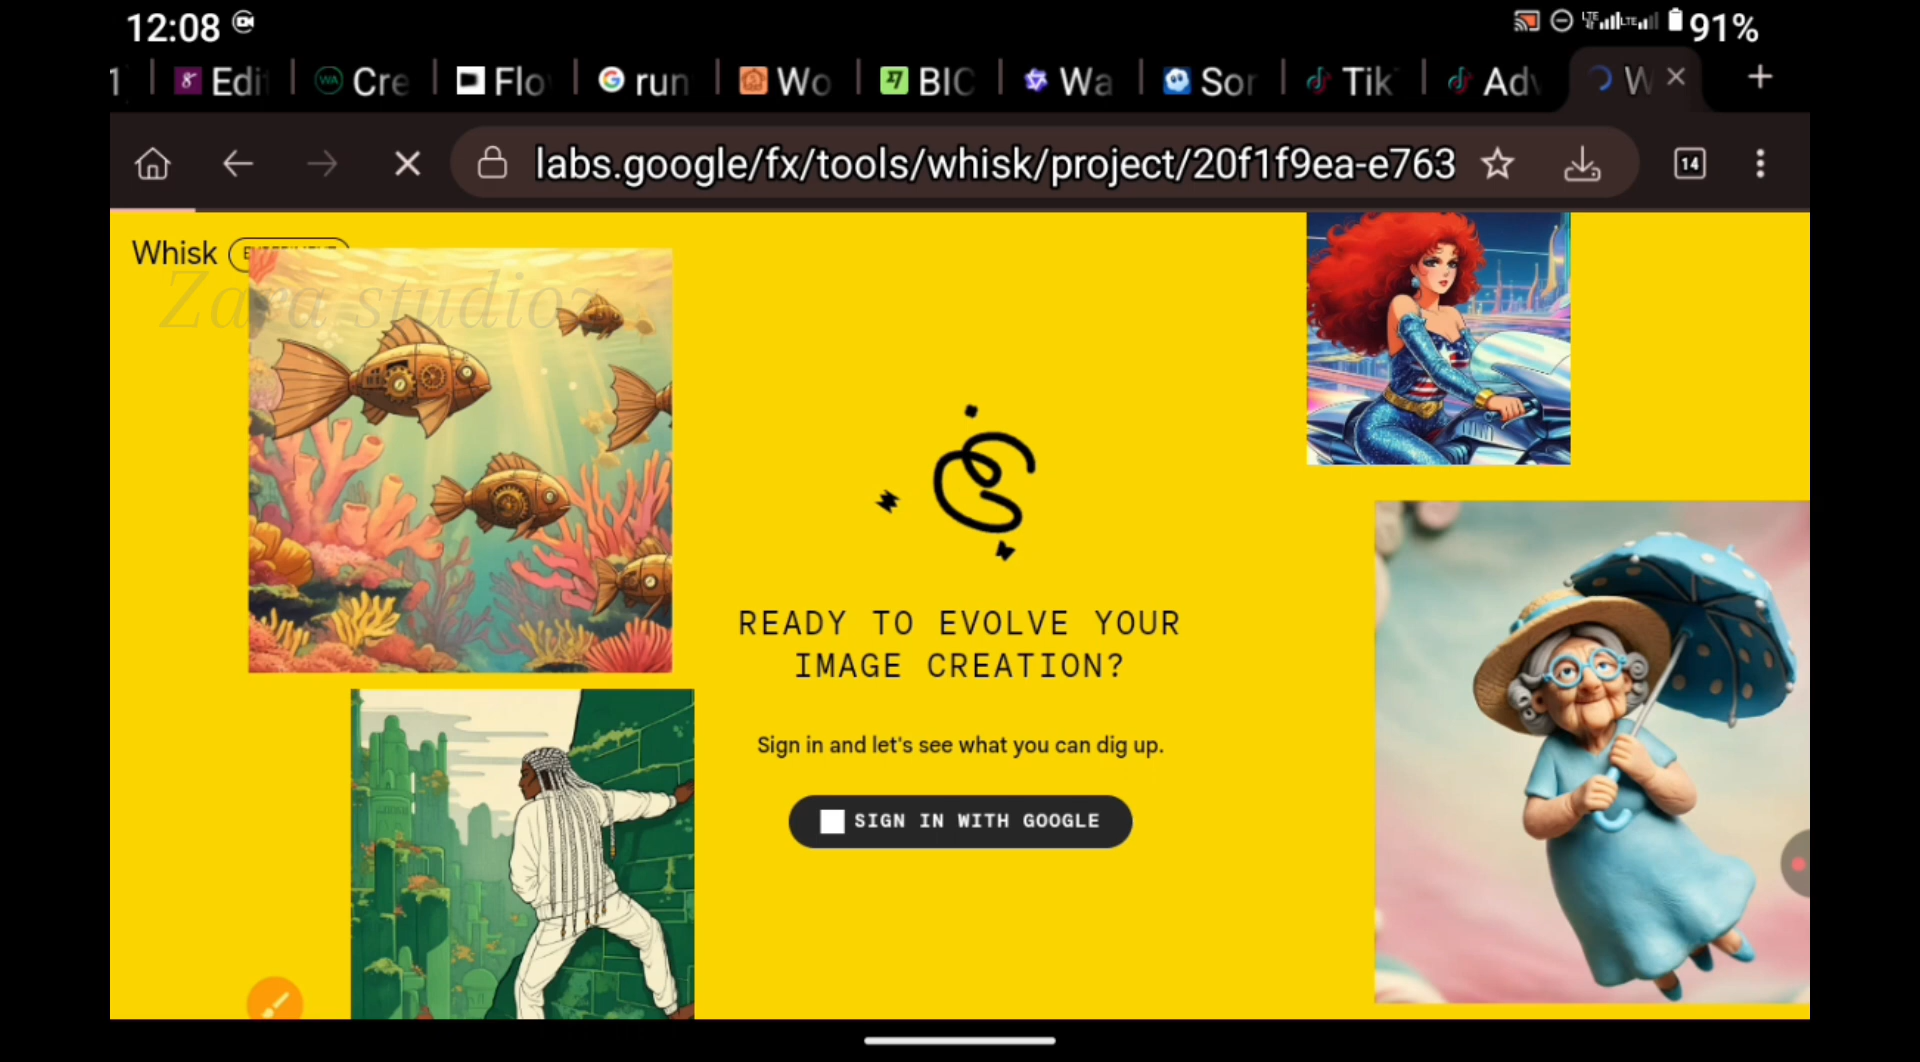 12:08
LTE LTE 91%
Edi Cre Flo run Wo BIC Wa Sor Tik Adv W
labs.google/fx/tools/whisk/project/20f1f9ea-e763
14
Whisk
Zara studioz
READY TO EVOLVE YOUR
IMAGE CREATION?
Sign in and let's see what you can dig up.
SIGN IN WITH GOOGLE